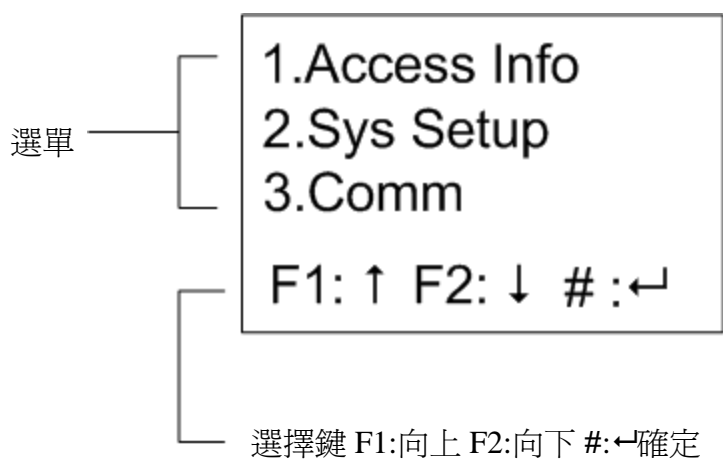 1.Access Info
2.Sys Setup
選單
3.Comm
F1: ↑ F2: ↓ # :↵
選擇鍵 F1:向上 F2:向下 #:↵確定